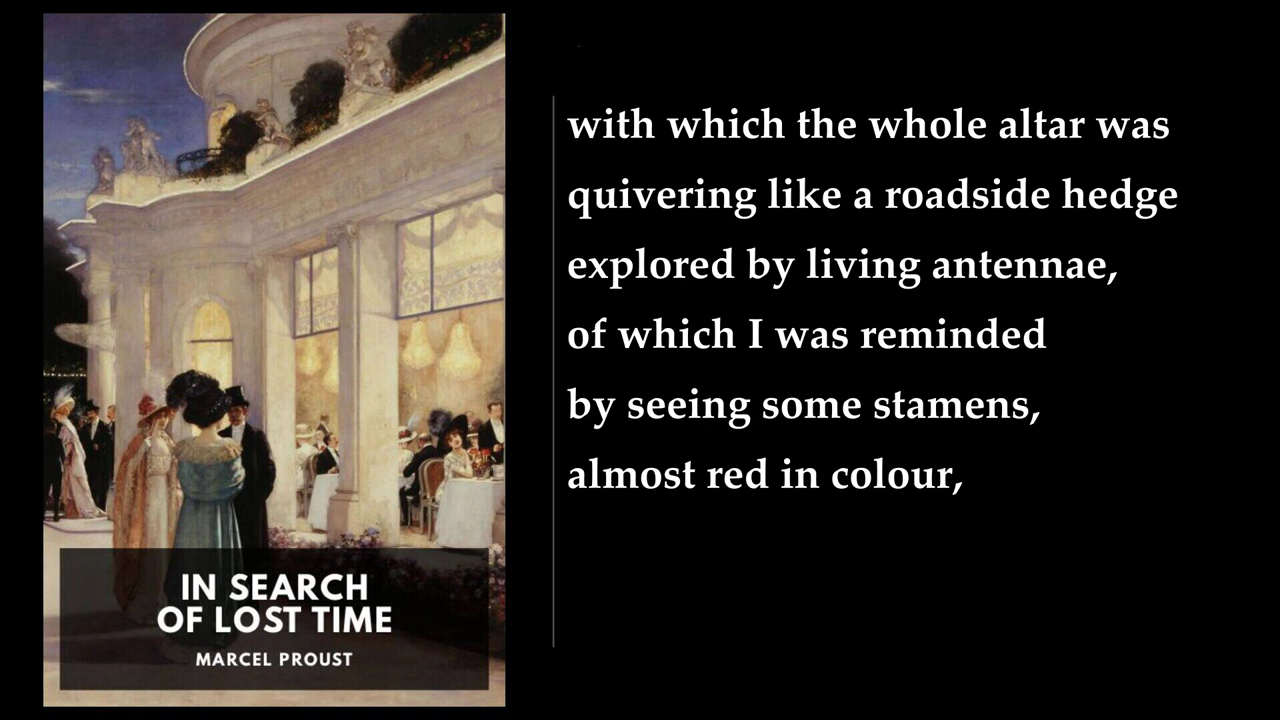 with which the whole altar was
quivering like a roadside hedge
explored by living antennae,
of which I was reminded
by seeing some stamens,
almost red in colour,
IN SEARCH
OF LOST TIME
MARCEL PROUST